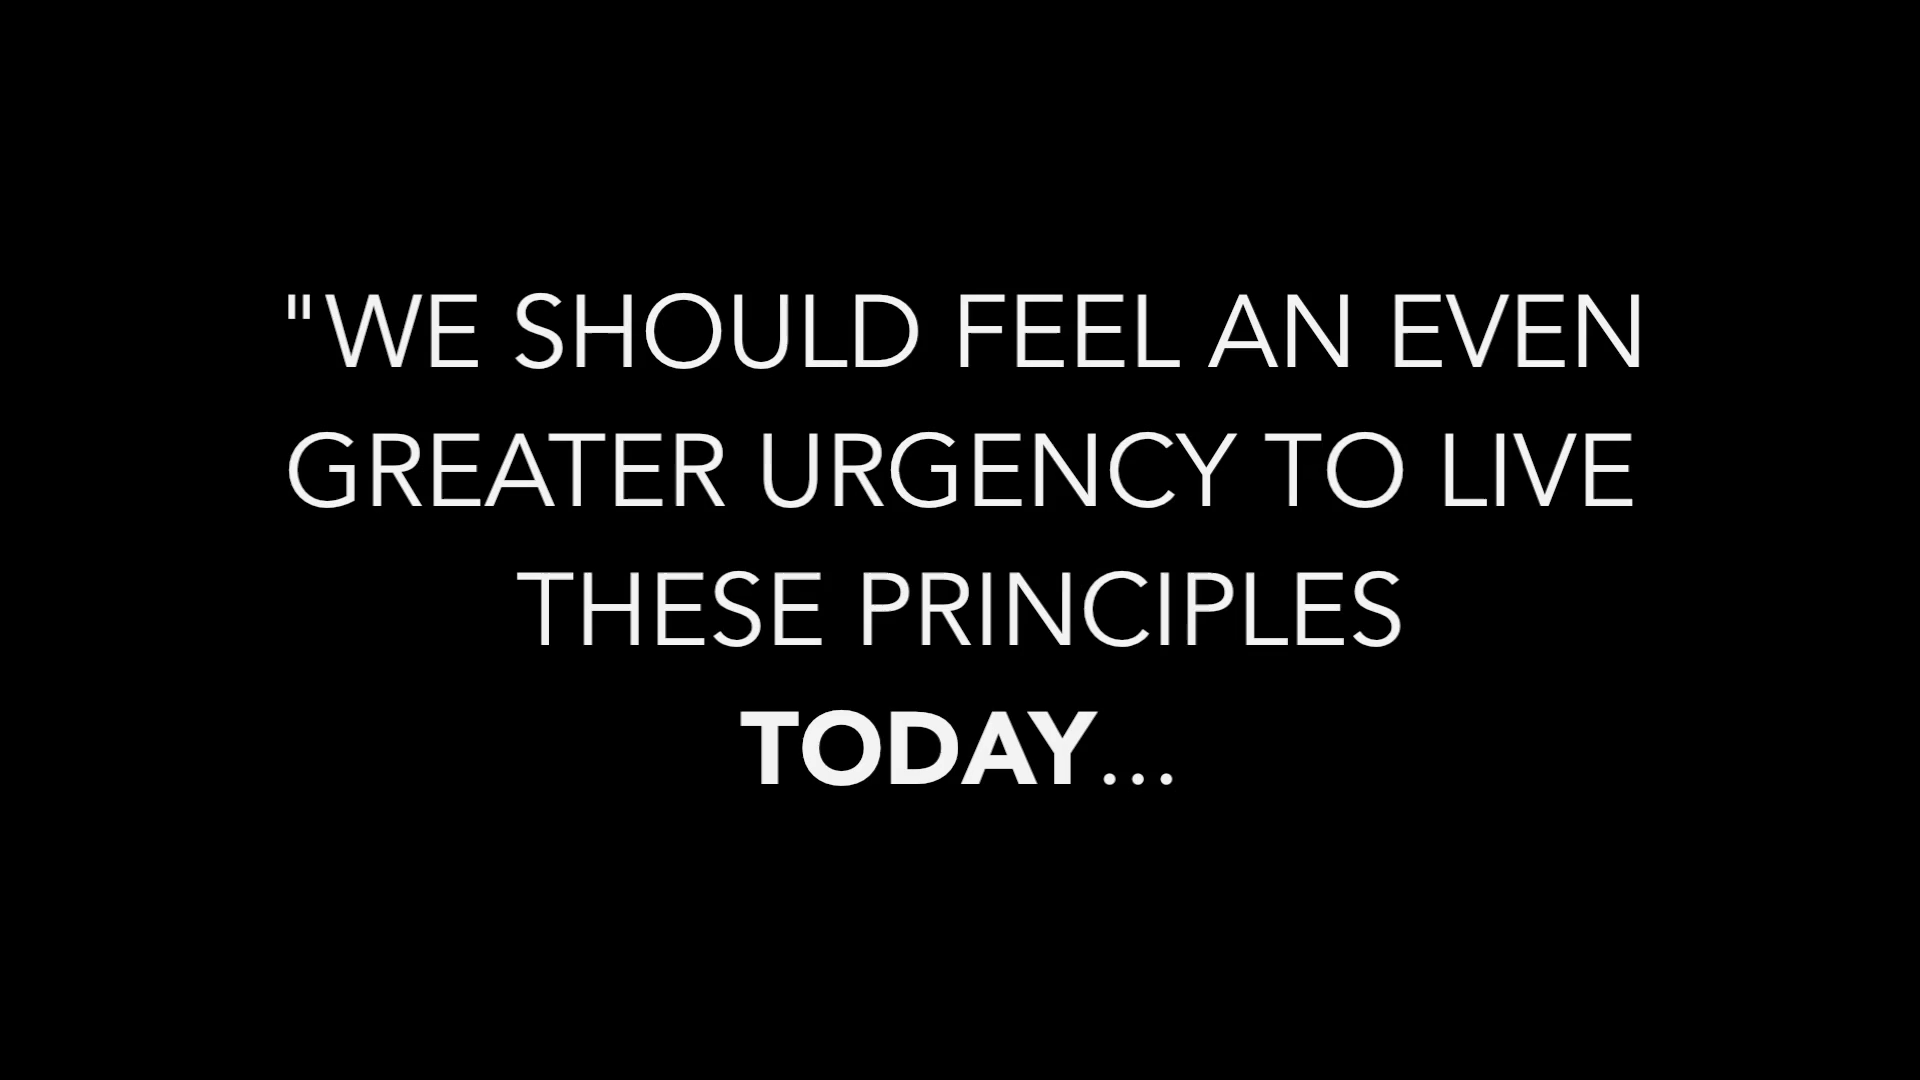 "WE SHOULD FEEL AN EVEN
GREATER URGENCY TO LIVE
THESE PRINCIPLES
TODAY...